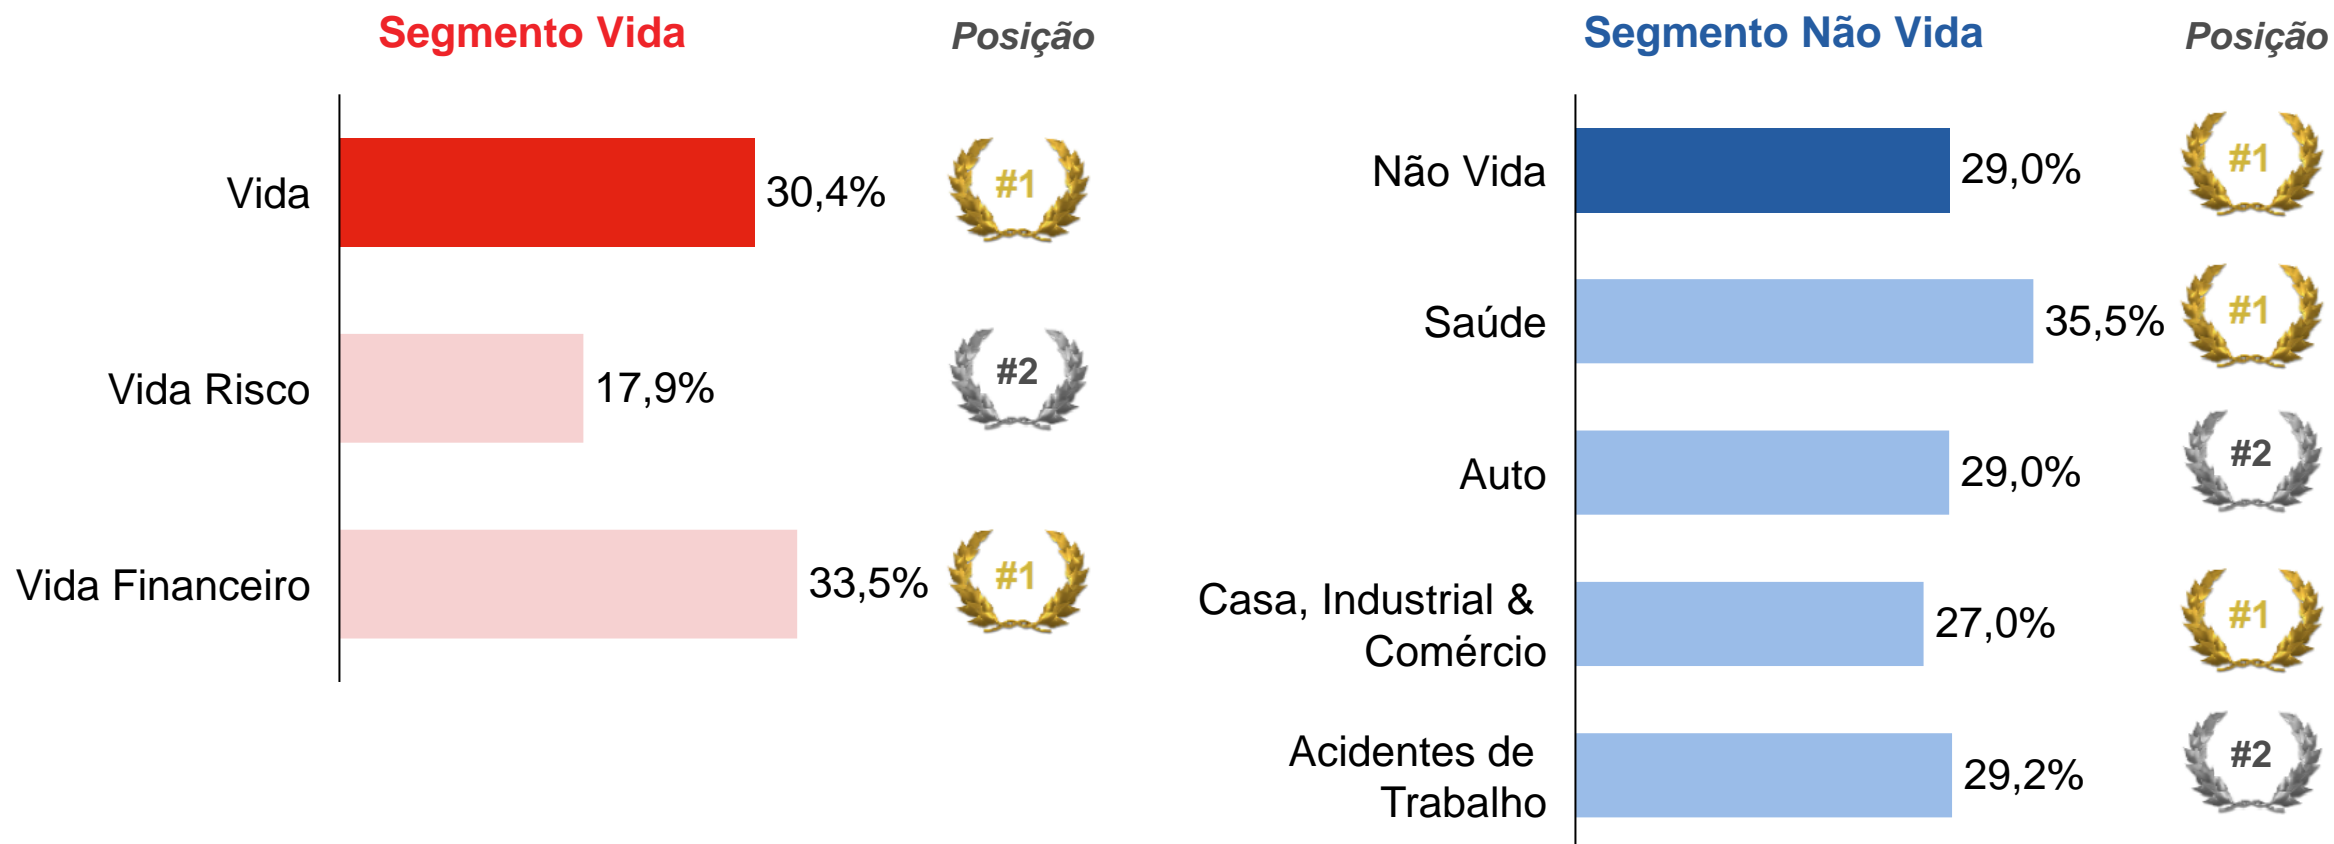 Segmento Vida
Posição
Vida
30,4%
#1
Vida Risco
17,9%
#2
Vida Financeiro
33,5%
#1
Segmento Não Vida
Posição
Não Vida
29,0%
#1
Saúde
35,5%
#1
Auto
29,0%
#2
Casa, Industrial &
Comércio
27,0%
#1
Acidentes de
Trabalho
29,2%
#2